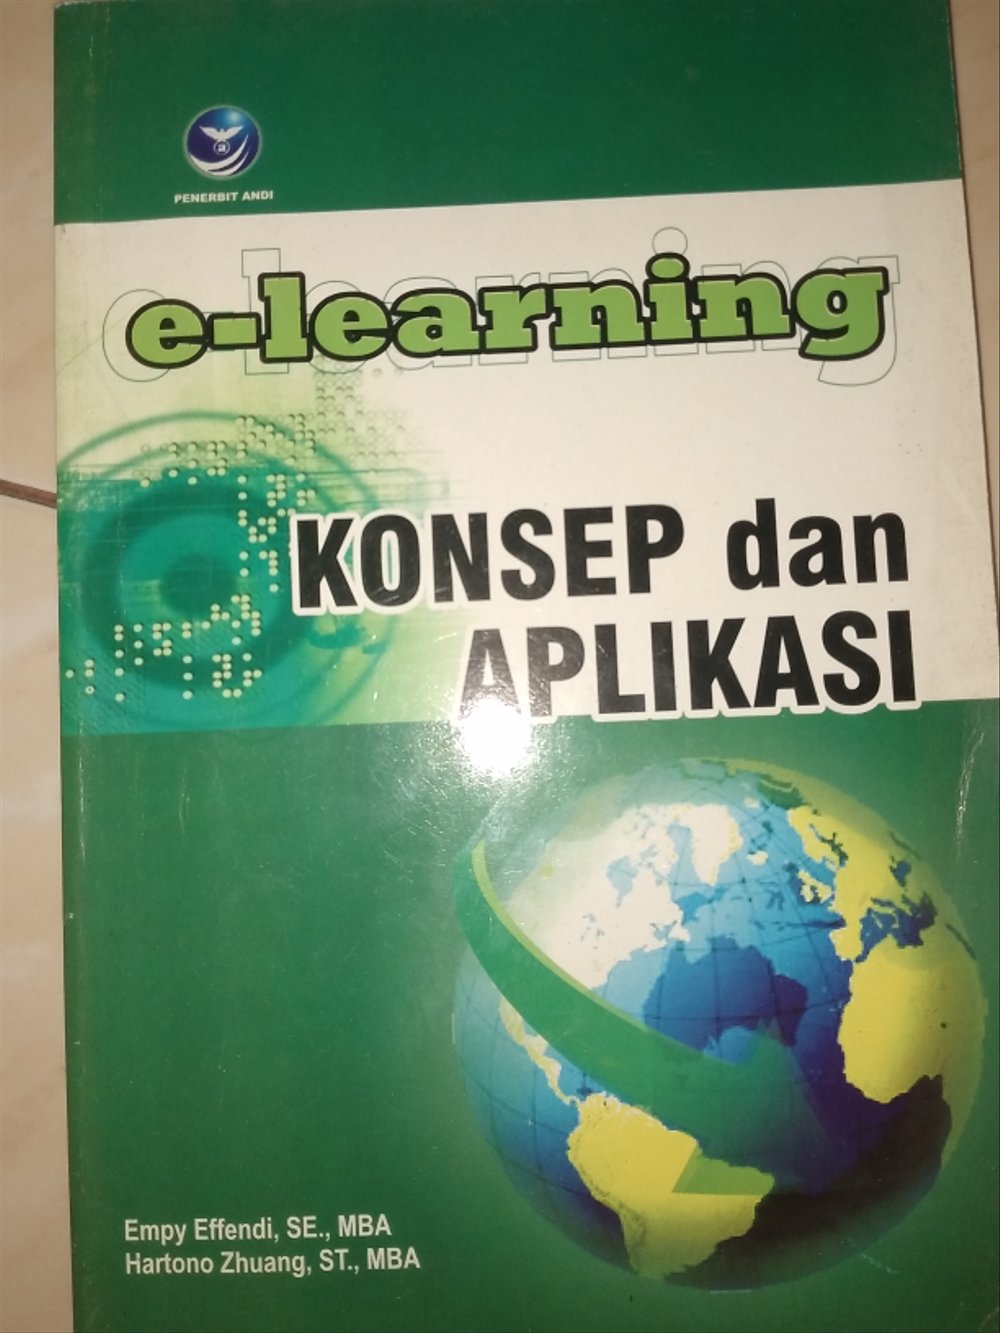 PENERBIT ANDI
e-learning
KONSEP dan
APLIKASI
Empy Effendi, SE., MBA
Hartono Zhuang, ST., MBA